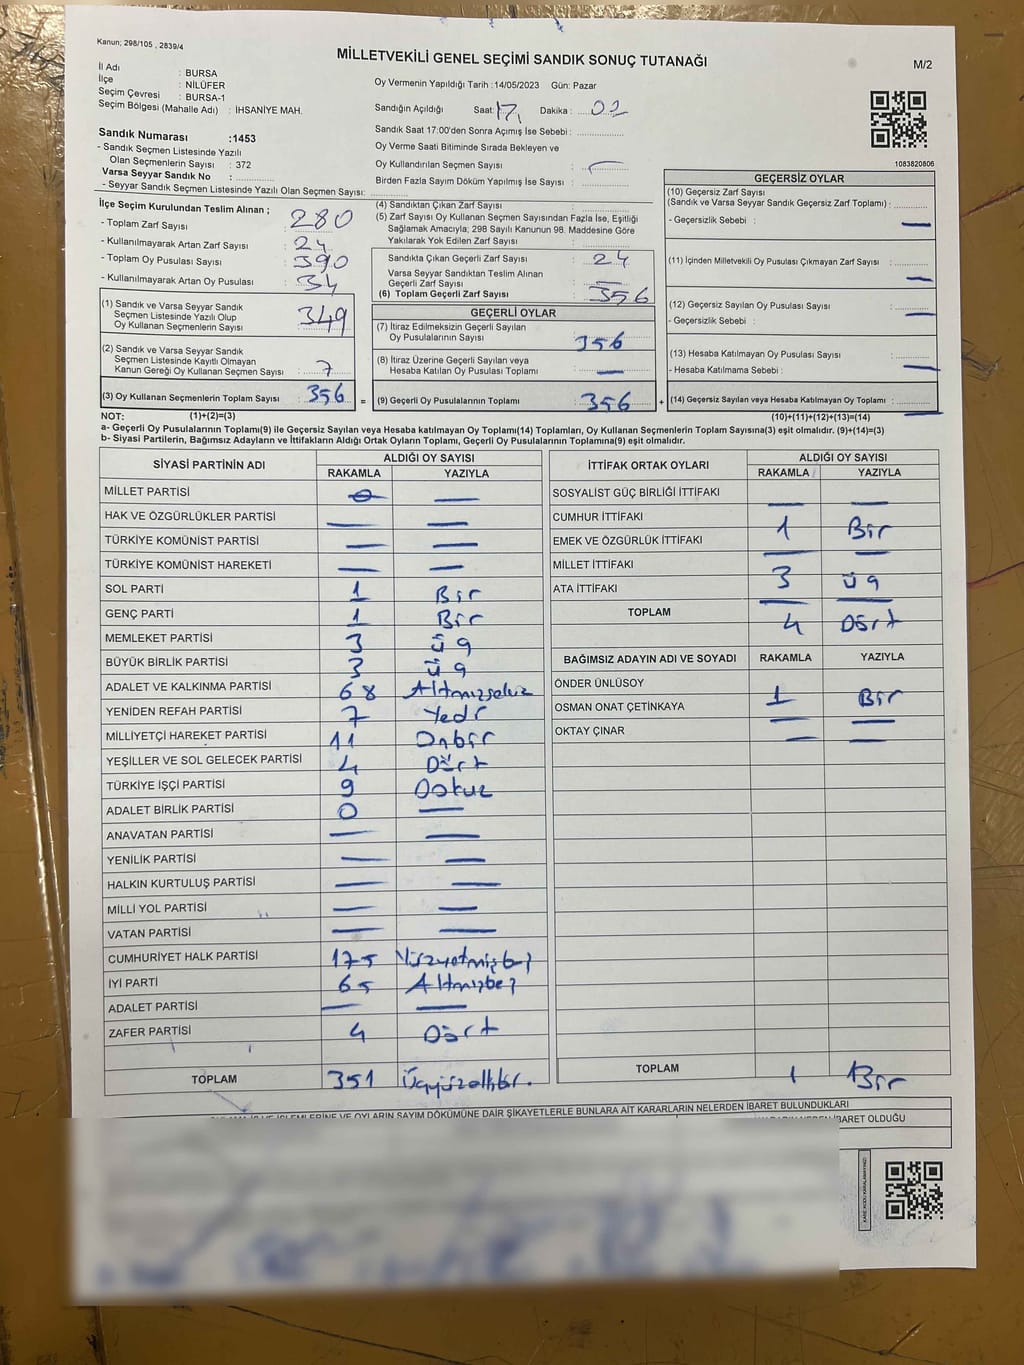 Kanun; 298/105 , 2839/4
MİLLETVEKİLİ GENEL SEÇİMİ SANDIK SONUÇ TUTANAĞI
M/2
İl Adı : BURSA
İlçe : NİLÜFER
Seçim Çevresi : BURSA-1
Seçim Bölgesi (Mahalle Adı) : İHSANİYE MAH.
Sandık Numarası :1453
- Sandık Seçmen Listesinde Yazılı
Olan Seçmenlerin Sayısı : 372
Varsa Seyyar Sandık No :
- Seyyar Sandık Seçmen Listesinde Yazılı Olan Seçmen Sayısı:
Oy Vermenin Yapıldığı Tarih :14/05/2023 Gün: Pazar
Sandığın Açıldığı Saat: 17 Dakika : 02
Sandık Saat 17:00'den Sonra Açımış İse Sebebi :
Oy Verme Saati Bitiminde Sırada Bekleyen ve
Oy Kullandırılan Seçmen Sayısı :
Birden Fazla Sayım Döküm Yapılmış İse Sayısı :
1083820806
İlçe Seçim Kurulundan Teslim Alınan ;
- Toplam Zarf Sayısı : 280
- Kullanılmayarak Artan Zarf Sayısı : 24
- Toplam Oy Pusulası Sayısı : 390
- Kullanılmayarak Artan Oy Pusulası : 34
(1) Sandık ve Varsa Seyyar Sandık
Seçmen Listesinde Yazılı Olup
Oy Kullanan Seçmenlerin Sayısı : 349
(2) Sandık ve Varsa Seyyar Sandık
Seçmen Listesinde Kayıtlı Olmayan
Kanun Gereği Oy Kullanan Seçmen Sayısı : 7
(3) Oy Kullanan Seçmenlerin Toplam Sayısı : 356 =
(4) Sandıktan Çıkan Zarf Sayısı :
(5) Zarf Sayısı Oy Kullanan Seçmen Sayısından Fazla İse, Eşitliği
Sağlamak Amacıyla; 298 Sayılı Kanunun 98. Maddesine Göre
Yakılarak Yok Edilen Zarf Sayısı :
Sandıkta Çıkan Geçerli Zarf Sayısı : 24
Varsa Seyyar Sandıktan Teslim Alınan
Geçerli Zarf Sayısı :
(6) Toplam Geçerli Zarf Sayısı : 356
GEÇERLİ OYLAR
(7) İtiraz Edilmeksizin Geçerli Sayılan
Oy Pusulalarının Sayısı : 356
(8) İtiraz Üzerine Geçerli Sayılan veya
Hesaba Katılan Oy Pusulası Toplamı : —
(9) Geçerli Oy Pusulalarının Toplamı : 356 +
GEÇERSİZ OYLAR
(10) Geçersiz Zarf Sayısı
(Sandık ve Varsa Seyyar Sandık Geçersiz Zarf Toplamı) :
- Geçersizlik Sebebi : —
(11) İçinden Milletvekili Oy Pusulası Çıkmayan Zarf Sayısı : —
(12) Geçersiz Sayılan Oy Pusulası Sayısı : —
- Geçersizlik Sebebi :
(13) Hesaba Katılmayan Oy Pusulası Sayısı :
- Hesaba Katılmama Sebebi : —
(14) Geçersiz Sayılan veya Hesaba Katılmayan Oy Toplamı : —
NOT: (1)+(2)=(3) (10)+(11)+(12)+(13)=(14)
a- Geçerli Oy Pusulalarının Toplamı(9) ile Geçersiz Sayılan veya Hesaba katılmayan Oy Toplamı(14) Toplamları, Oy Kullanan Seçmenlerin Toplam Sayısına(3) eşit olmalıdır. (9)+(14)=(3)
b- Siyasi Partilerin, Bağımsız Adayların ve İttifakların Aldığı Ortak Oyların Toplamı, Geçerli Oy Pusulalarının Toplamına(9) eşit olmalıdır.
SİYASİ PARTİNİN ADI ALDIĞI OY SAYISI
RAKAMLA YAZIYLA
MİLLET PARTİSİ 0 —
HAK VE ÖZGÜRLÜKLER PARTİSİ — —
TÜRKİYE KOMÜNİST PARTİSİ — —
TÜRKİYE KOMÜNİST HAREKETİ — —
SOL PARTİ 1 Bir
GENÇ PARTİ 1 Bir
MEMLEKET PARTİSİ 3 üç
BÜYÜK BİRLİK PARTİSİ 3 üç
ADALET VE KALKINMA PARTİSİ 68 Altmışsekiz
YENİDEN REFAH PARTİSİ 7 Yedi
MİLLİYETÇİ HAREKET PARTİSİ 11 Onbir
YEŞİLLER VE SOL GELECEK PARTİSİ 4 Dört
TÜRKİYE İŞÇİ PARTİSİ 9 Dokuz
ADALET BİRLİK PARTİSİ 0 —
ANAVATAN PARTİSİ — —
YENİLİK PARTİSİ — —
HALKIN KURTULUŞ PARTİSİ — —
MİLLİ YOL PARTİSİ — —
VATAN PARTİSİ — —
CUMHURİYET HALK PARTİSİ 175 Yüzyetmişbeş
İYİ PARTİ 65 Altmışbeş
ADALET PARTİSİ — —
ZAFER PARTİSİ 4 Dört
TOPLAM 351 Üçyüzellibir.
İTTİFAK ORTAK OYLARI ALDIĞI OY SAYISI
RAKAMLA YAZIYLA
SOSYALİST GÜÇ BİRLİĞİ İTTİFAKI — —
CUMHUR İTTİFAKI 1 Bir
EMEK VE ÖZGÜRLÜK İTTİFAKI — —
MİLLET İTTİFAKI 3 üç
ATA İTTİFAKI — —
TOPLAM 4 Dört
BAĞIMSIZ ADAYIN ADI VE SOYADI RAKAMLA YAZIYLA
ÖNDER ÜNLÜSOY 1 Bir
OSMAN ONAT ÇETİNKAYA — —
OKTAY ÇINAR — —
TOPLAM 1 Bir
İŞLEMLERİNE VE OYLARIN SAYIM DÖKÜMÜNE DAİR ŞİKAYETLERLE BUNLARA AİT KARARLARIN NELERDEN İBARET BULUNDUKLARI
İBARET OLDUĞU
KARE KODU KARALAMAYINIZ!